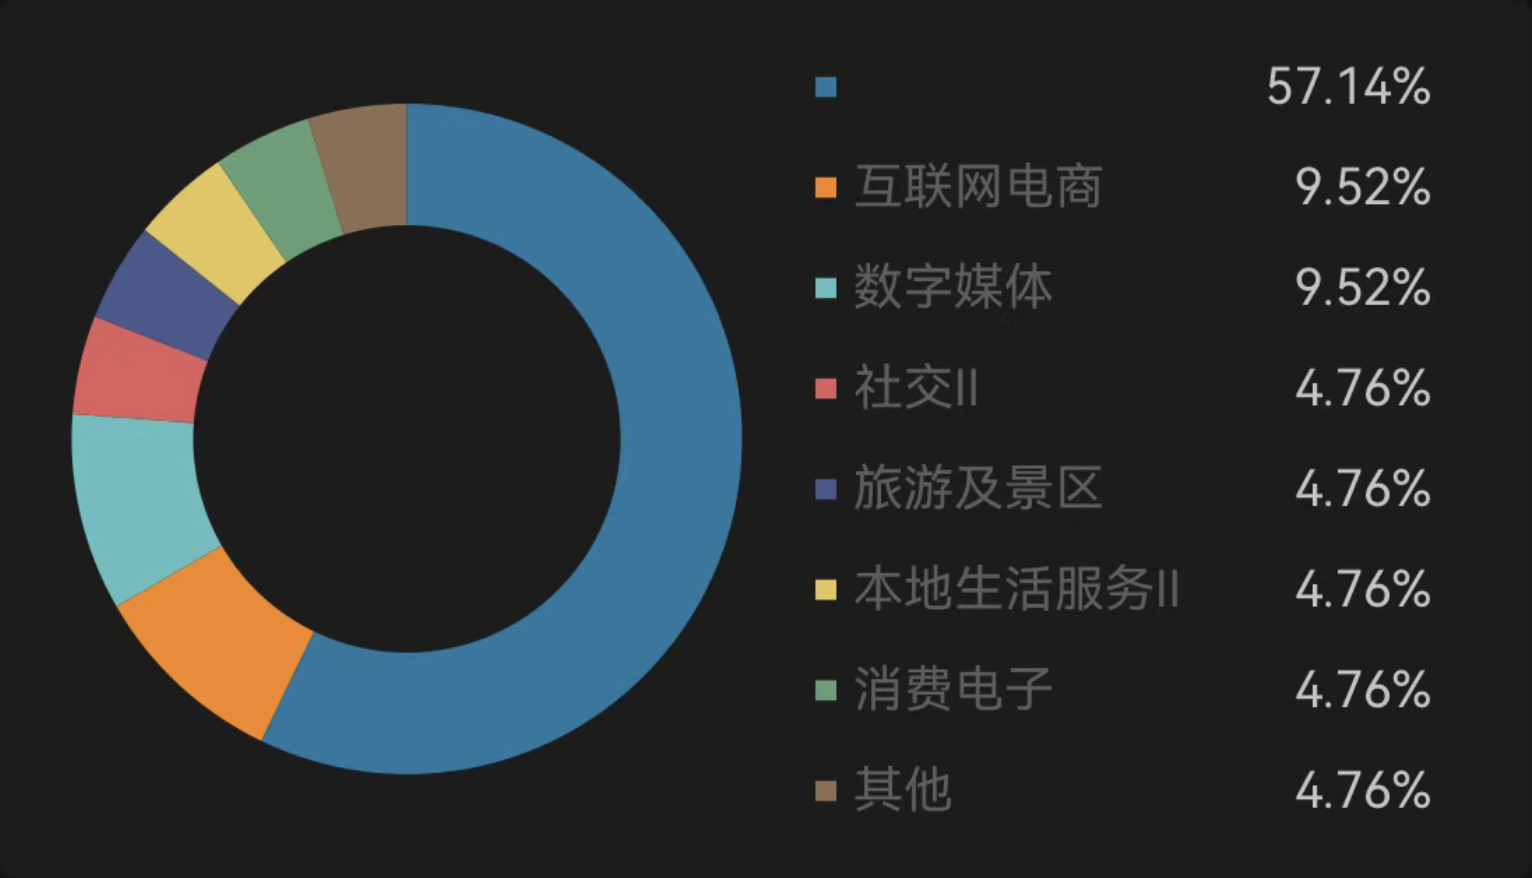 57.14%
互联网电商 9.52%
数字媒体 9.52%
社交II 4.76%
旅游及景区 4.76%
本地生活服务II 4.76%
消费电子 4.76%
其他 4.76%